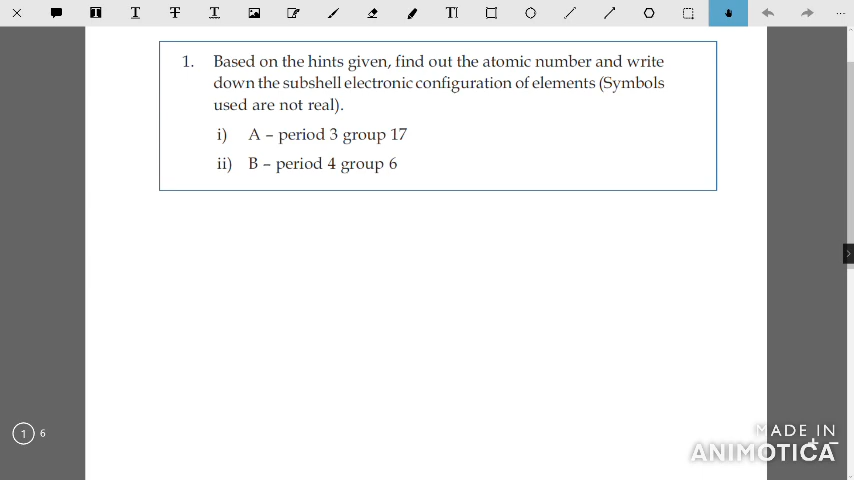 1. Based on the hints given, find out the atomic number and write
down the subshell electronic configuration of elements (Symbols
used are not real).
i) A – period 3 group 17
ii) B – period 4 group 6
1 6
MADE IN
ANIMOTICA